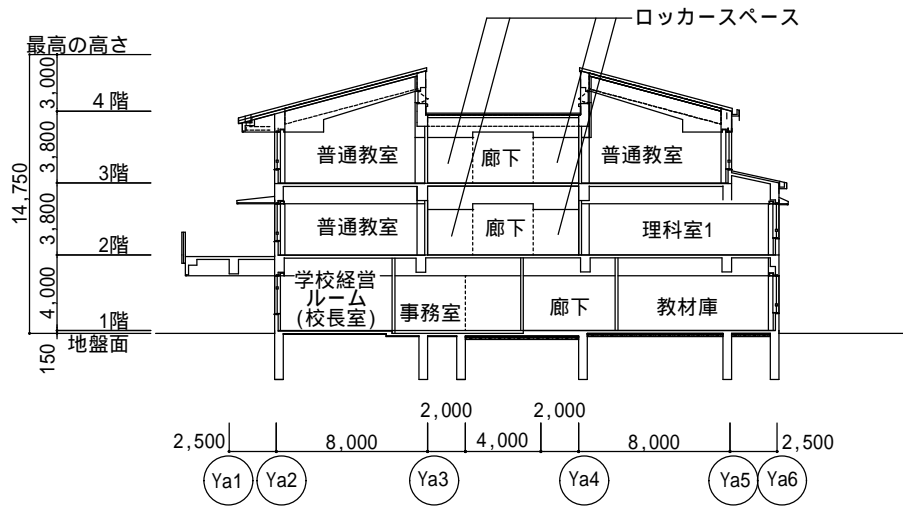 ロッカースペース
最高の高さ
3,000
4階
3,800
普通教室
廊下
普通教室
3階
14,750
3,800
普通教室
廊下
理科室1
2階
4,000
学校経営
ルーム
(校長室)
事務室
廊下
教材庫
1階
地盤面
150
2,000
2,000
2,500
8,000
4,000
8,000
2,500
Ya1
Ya2
Ya3
Ya4
Ya5
Ya6